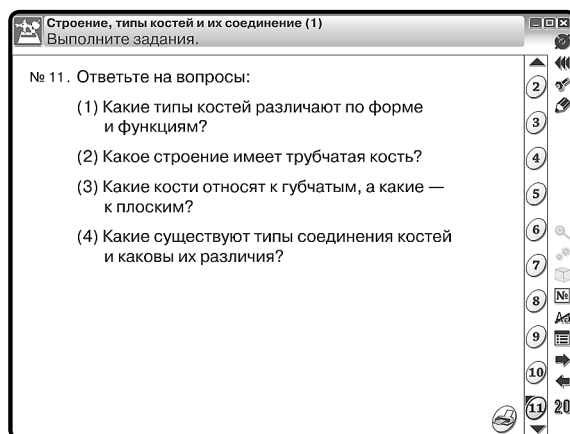 Строение, типы костей и их соединение (1)
Выполните задания.
№ 11. Ответьте на вопросы:
(1) Какие типы костей различают по форме
и функциям?
(2) Какое строение имеет трубчатая кость?
(3) Какие кости относят к губчатым, а какие —
к плоским?
(4) Какие существуют типы соединения костей
и каковы их различия?
2
3
4
5
6
7
8
9
10
11
№
Aa
20